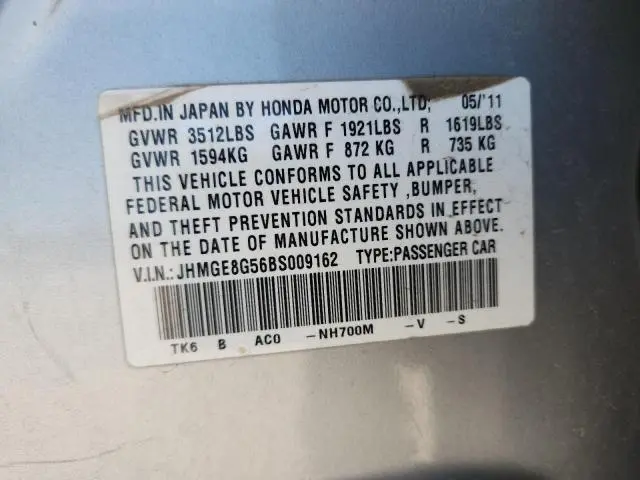 MFD.IN JAPAN BY HONDA MOTOR CO.,LTD; 05/'11
GVWR 3512LBS GAWR F 1921LBS R 1619LBS
GVWR 1594KG GAWR F 872 KG R 735 KG
THIS VEHICLE CONFORMS TO ALL APPLICABLE
FEDERAL MOTOR VEHICLE SAFETY ,BUMPER,
AND THEFT PREVENTION STANDARDS IN EFFECT
ON THE DATE OF MANUFACTURE SHOWN ABOVE.
V.I.N.:JHMGE8G56BS009162 TYPE:PASSENGER CAR
TK6 B AC0 -NH700M -V -S